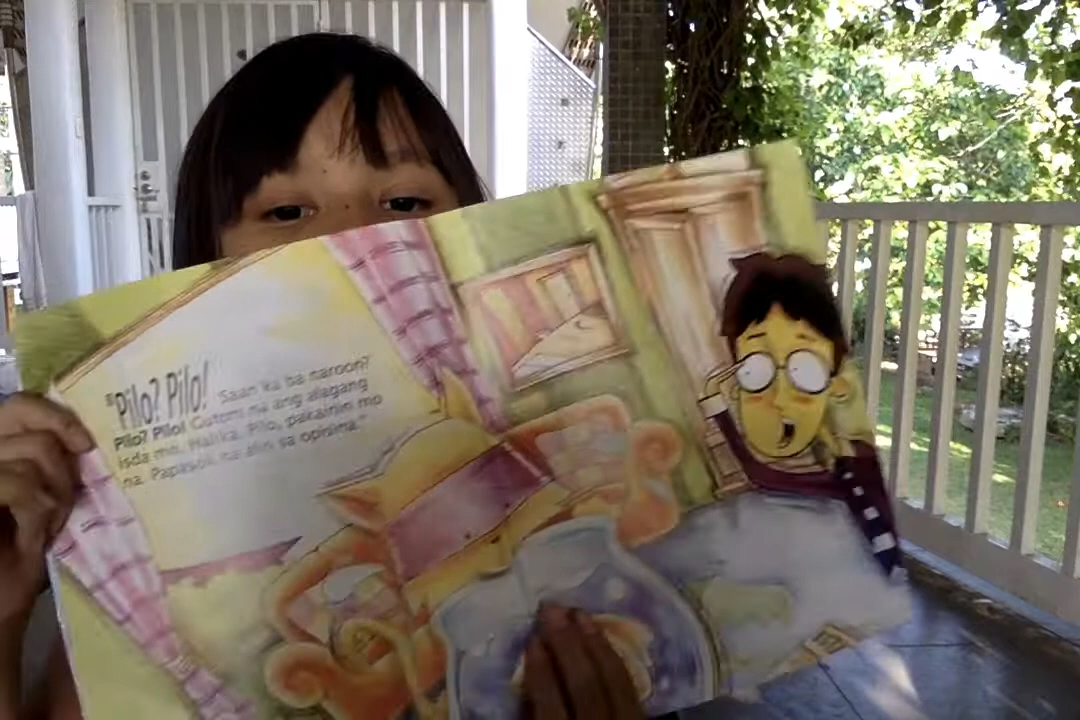 "Pilo? Pilo! Saan ka ba naroon?
Pilo? Pilo! Gutom na ang alagang
isda mo. Halika, Pilo, pakainin mo
na. Papasok na ako sa opisina."